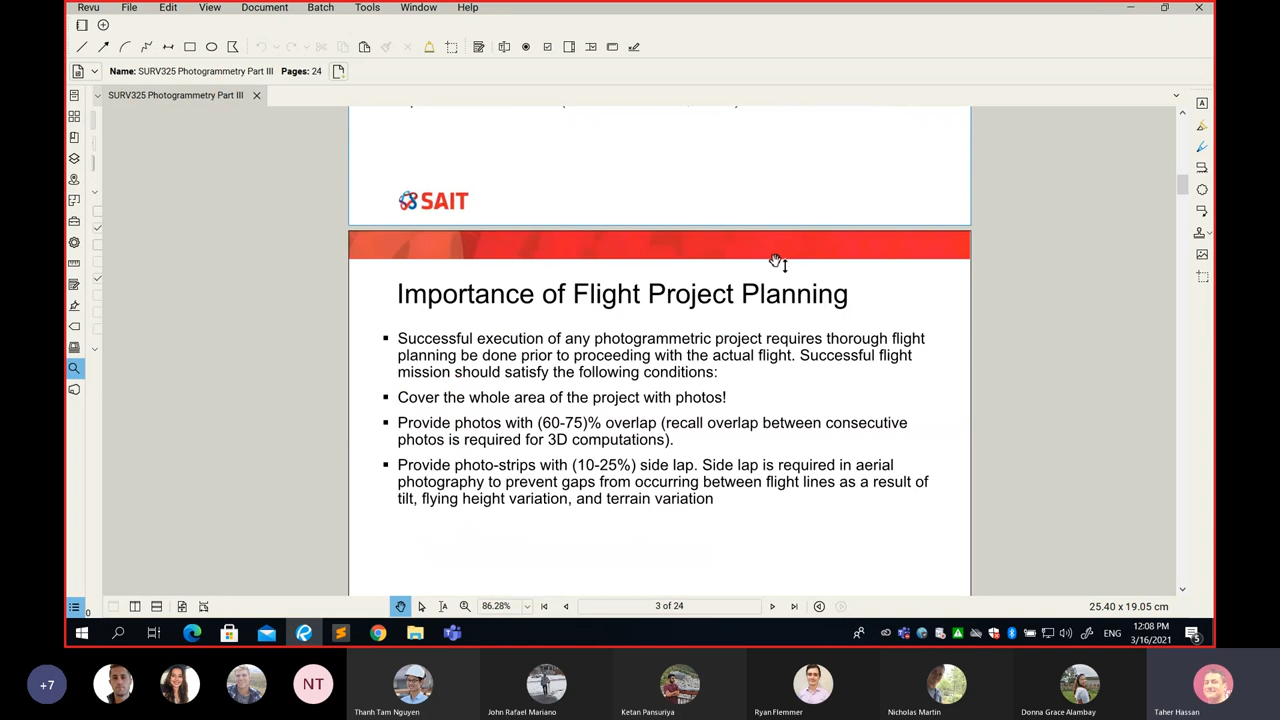 Revu File Edit View Document Batch Tools Window Help
Name: SURV325 Photogrammetry Part III Pages: 24
SURV325 Photogrammetry Part III
SAIT
Importance of Flight Project Planning
▪ Successful execution of any photogrammetric project requires thorough flight
planning be done prior to proceeding with the actual flight. Successful flight
mission should satisfy the following conditions:
▪ Cover the whole area of the project with photos!
▪ Provide photos with (60-75)% overlap (recall overlap between consecutive
photos is required for 3D computations).
▪ Provide photo-strips with (10-25%) side lap. Side lap is required in aerial
photography to prevent gaps from occurring between flight lines as a result of
tilt, flying height variation, and terrain variation
0
86.28% 3 of 24 25.40 x 19.05 cm
ENG
12:08 PM
3/16/2021
5
+7 NT
Thanh Tam Nguyen John Rafael Mariano Ketan Pansuriya Ryan Flemmer Nicholas Martin Donna Grace Alambay Taher Hassan